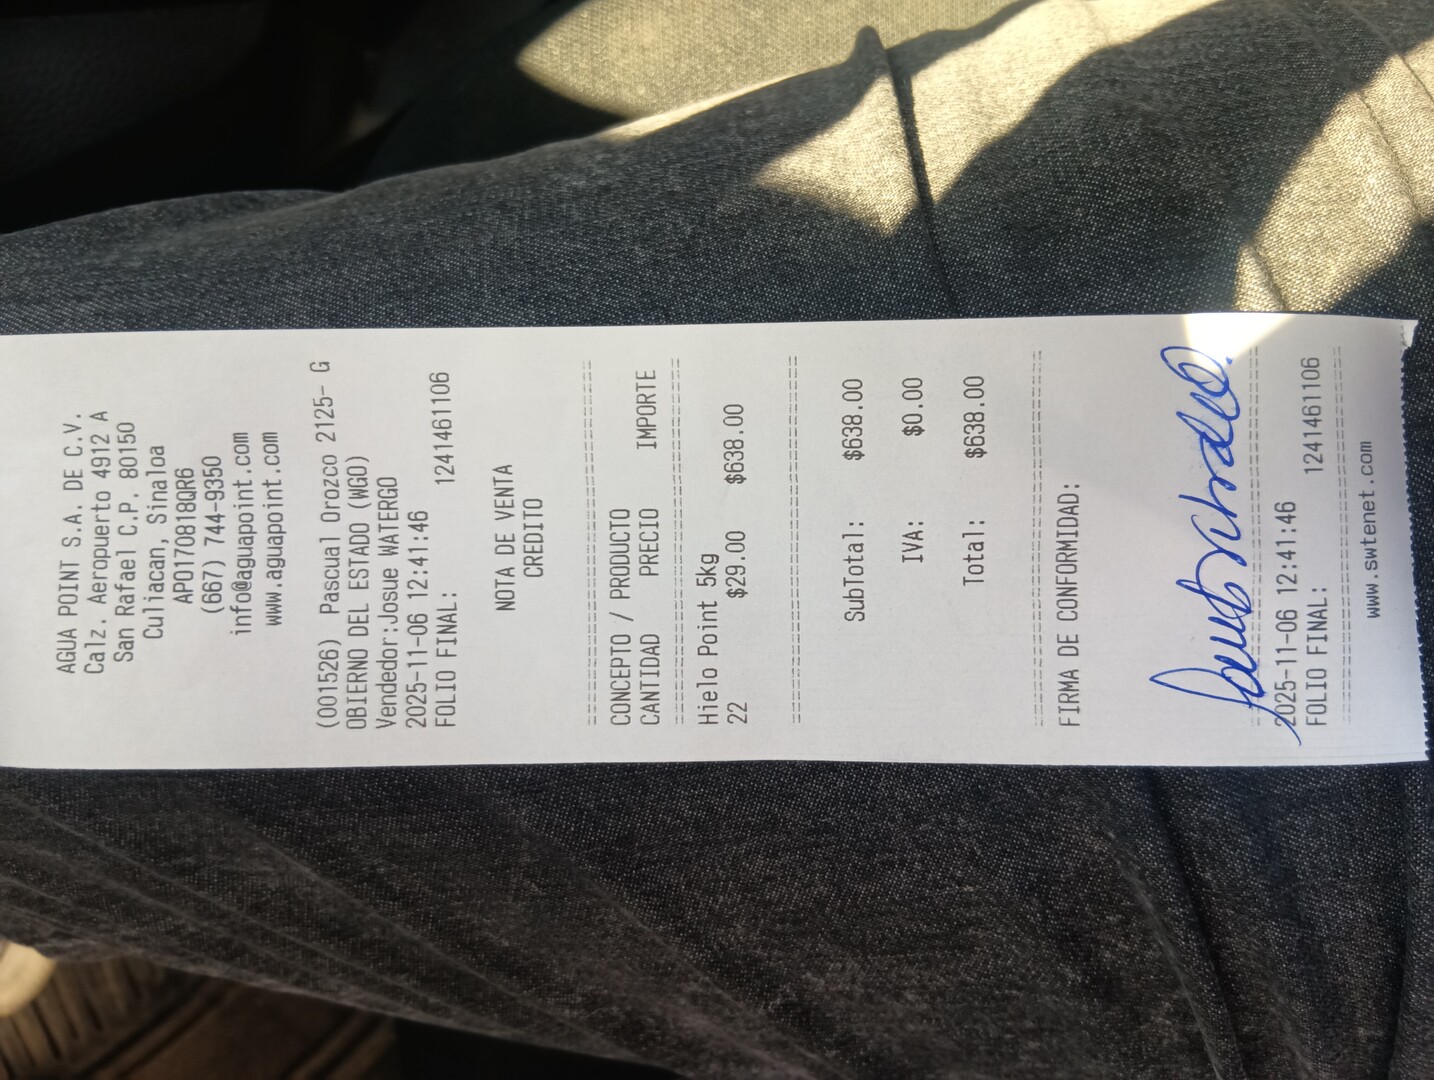 AGUA POINT S.A. DE C.V.
Calz. Aeropuerto 4912 A
San Rafael C.P. 80150
Culiacan, Sinaloa
APO170818QR6
(667) 744-9350
info@aguapoint.com
www.aguapoint.com
(001526) Pascual Orozco 2125- G
OBIERNO DEL ESTADO (WGO)
Vendedor:Josue WATERGO
2025-11-06 12:41:46
FOLIO FINAL: 1241461106
NOTA DE VENTA
CREDITO
CONCEPTO / PRODUCTO
CANTIDAD PRECIO IMPORTE
Hielo Point 5kg
22 $29.00 $638.00
SubTotal: $638.00
IVA: $0.00
Total: $638.00
FIRMA DE CONFORMIDAD:
2025-11-06 12:41:46
FOLIO FINAL: 1241461106
www.swtenet.com